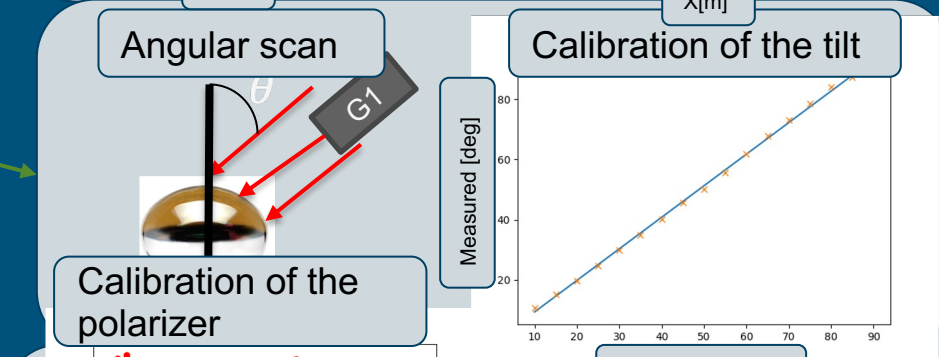 X[m]
Angular scan
Calibration of the tilt
θ
G1
Measured [deg]
80
60
40
20
10 20 30 40 50 60 70 80 90
Calibration of the
polarizer